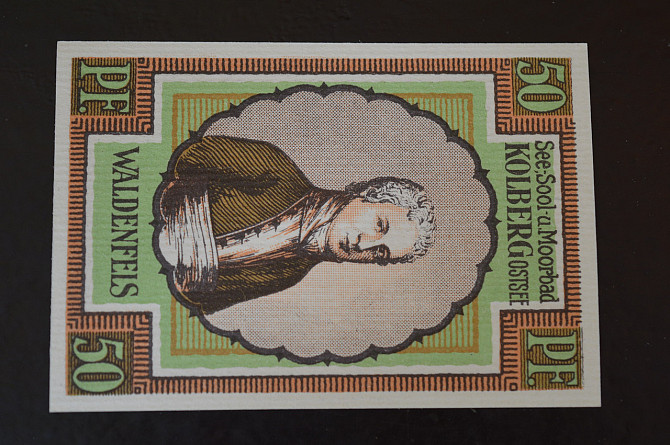 50 PF.
See-,Sool-u.Moorbad
KOLBERG OSTSEE
WALDENFELS
PF. 50